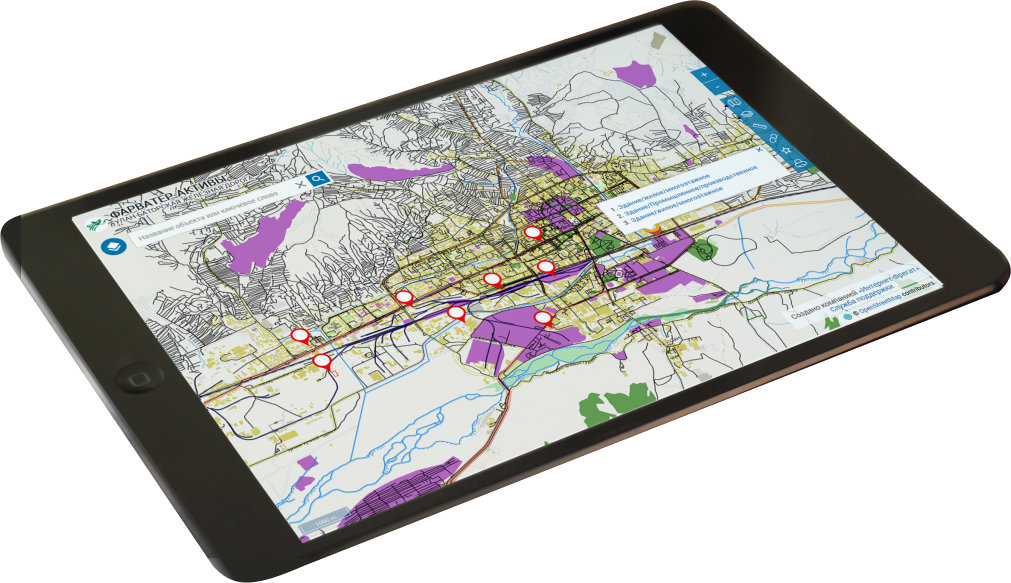 ФАРВАТЕР-АКТИВЫ
УЛАН-БАТОРСКАЯ ЖЕЛЕЗНАЯ ДОРОГА
Название объекта или ключевое слово
1. Здание/жилое/многоэтажное
2. Здание/Промышленное/производственное
3. Здание/жилое/многоэтажное
Создано компанией «Интернет-Фрегат»
Служба поддержки
© OpenStreetMap contributors.
1000 m